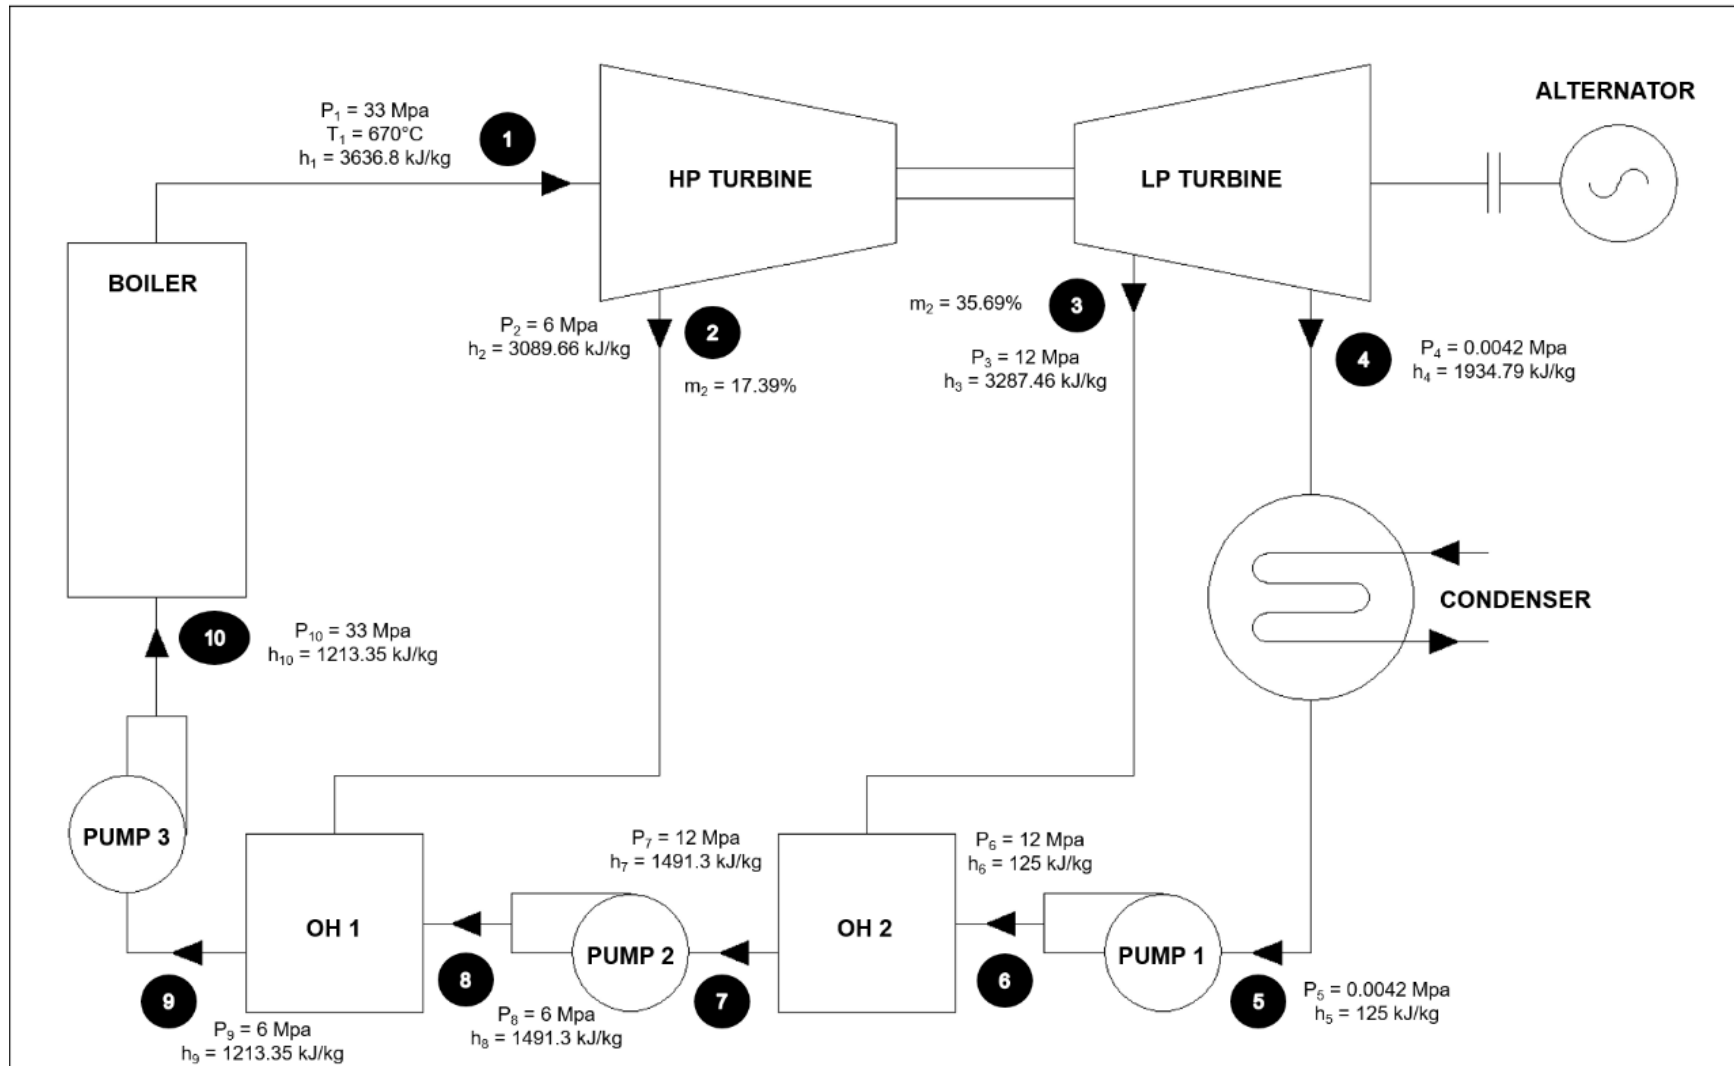 ALTERNATOR
P₁ = 33 Mpa
T₁ = 670°C
h₁ = 3636.8 kJ/kg
1
HP TURBINE
LP TURBINE
BOILER
P₂ = 6 Mpa
h₂ = 3089.66 kJ/kg
2
m₂ = 17.39%
m₂ = 35.69%
3
P₃ = 12 Mpa
h₃ = 3287.46 kJ/kg
4
P₄ = 0.0042 Mpa
h₄ = 1934.79 kJ/kg
CONDENSER
10
P₁₀ = 33 Mpa
h₁₀ = 1213.35 kJ/kg
PUMP 3
OH 1
P₇ = 12 Mpa
h₇ = 1491.3 kJ/kg
P₆ = 12 Mpa
h₆ = 125 kJ/kg
PUMP 2
OH 2
PUMP 1
9
P₉ = 6 Mpa
h₉ = 1213.35 kJ/kg
8
P₈ = 6 Mpa
h₈ = 1491.3 kJ/kg
7
6
5
P₅ = 0.0042 Mpa
h₅ = 125 kJ/kg